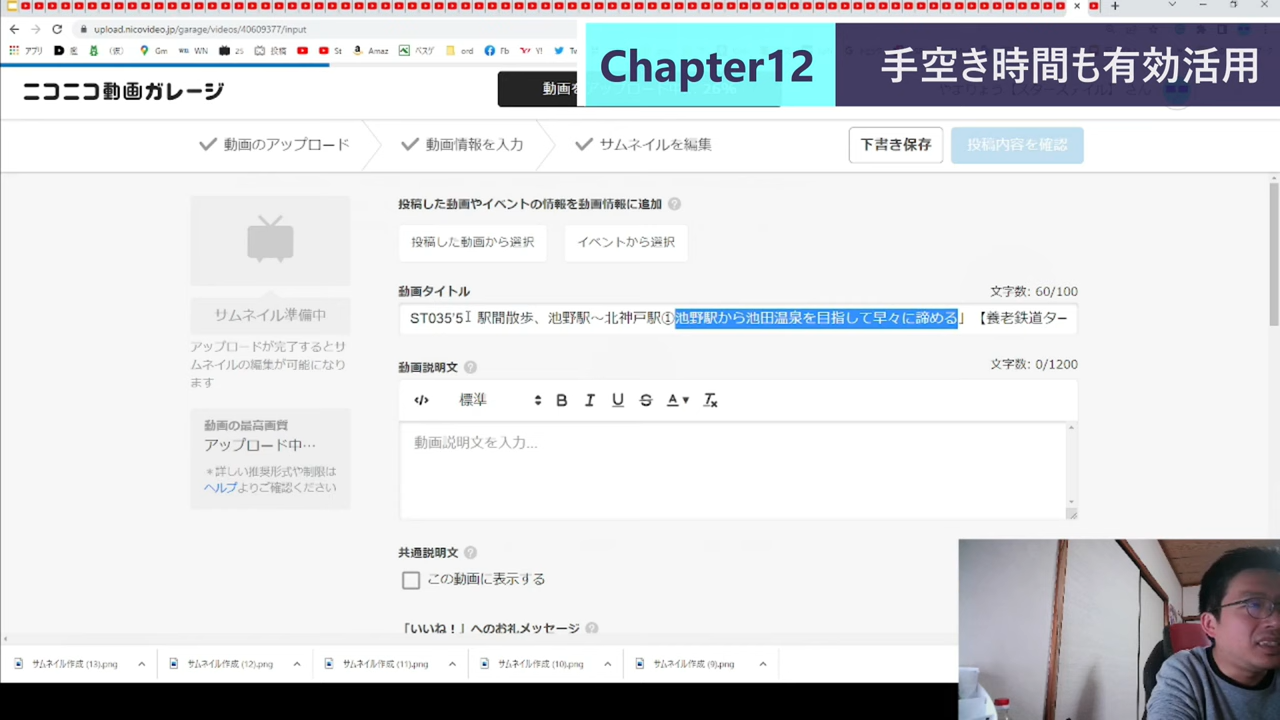 upload.nicovideo.jp/garage/videos/40609377/input
アプリ
(仮)
Gm
WN
25
投稿
St
Amaz
ベスゲ
ord
Fb
Y!
Tw
Chapter12
手空き時間も有効活用
ニコニコ動画ガレージ
動画を
動画のアップロード
動画情報を入力
サムネイルを編集
下書き保存
投稿内容を確認
投稿した動画やイベントの情報を動画情報に追加
投稿した動画から選択
イベントから選択
サムネイル準備中
アップロードが完了するとサ
ムネイルの編集が可能になり
ます
動画タイトル
文字数: 60/100
ST035'5 駅間散歩、池野駅～北神戸駅①池野駅から池田温泉を目指して早々に諦める」【養老鉄道ター
動画説明文
文字数: 0/1200
標準
B I U S A
動画説明文を入力...
動画の最高画質
アップロード中…
＊詳しい推奨形式や制限は
ヘルプよりご確認ください
共通説明文
この動画に表示する
「いいね！」へのお礼メッセージ
サムネイル作成 (13).png
サムネイル作成 (12).png
サムネイル作成 (11).png
サムネイル作成 (10).png
サムネイル作成 (9).png